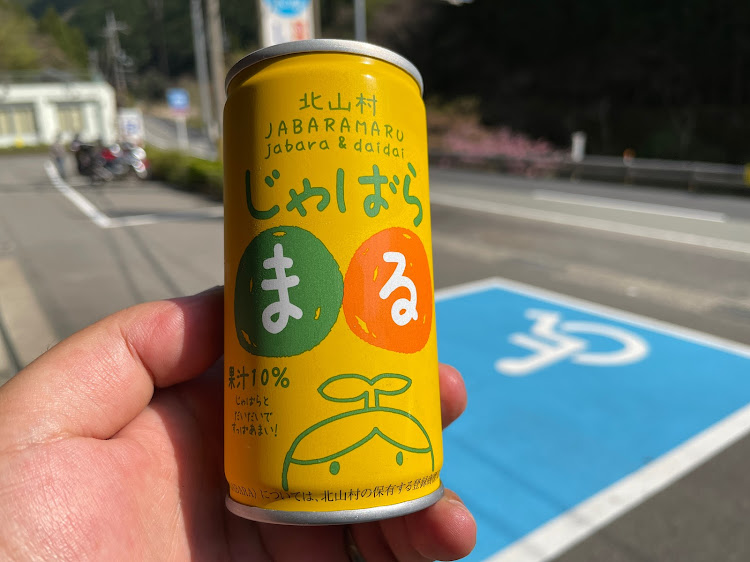 北山村
JABARAMARU
jabara & daidai
じゃばら
まる
果汁10%
じゃばらと
だいだいで
すっぱあまい!
については、北山村の保有する登録